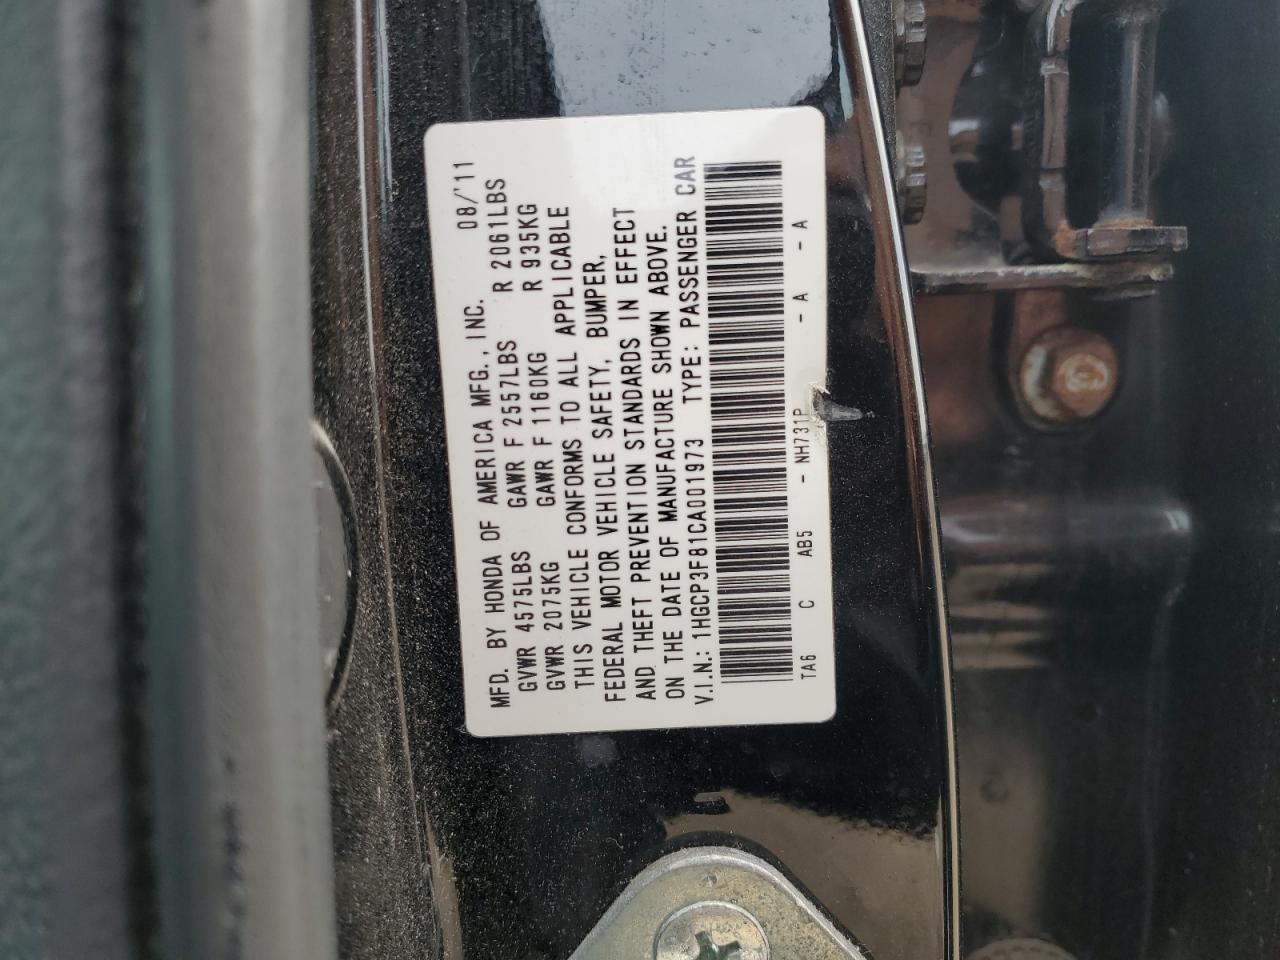 MFD. BY HONDA OF AMERICA MFG., INC. 08/'11
GVWR 4575LBS GAWR F 2557LBS R 2061LBS
GVWR 2075KG GAWR F 1160KG R 935KG
THIS VEHICLE CONFORMS TO ALL APPLICABLE
FEDERAL MOTOR VEHICLE SAFETY, BUMPER,
AND THEFT PREVENTION STANDARDS IN EFFECT
ON THE DATE OF MANUFACTURE SHOWN ABOVE.
V.I.N.: 1HGCP3F81CA001973 TYPE: PASSENGER CAR
TA6 C AB5 - NH731P - A - A